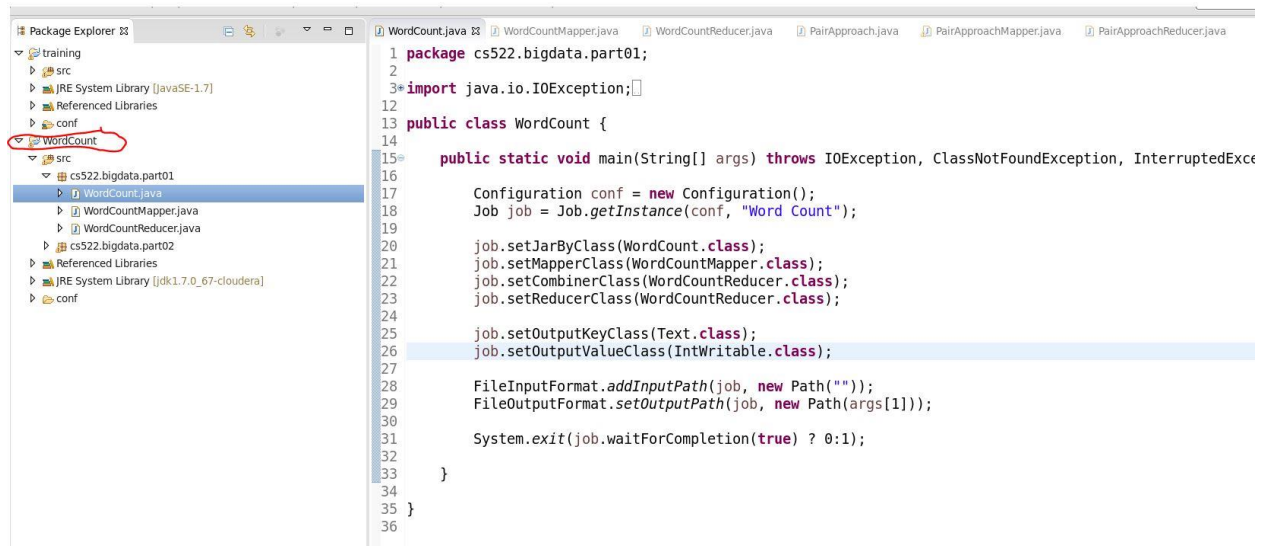 Package Explorer
training
src
JRE System Library [JavaSE-1.7]
Referenced Libraries
conf
WordCount
src
cs522.bigdata.part01
WordCount.java
WordCountMapper.java
WordCountReducer.java
cs522.bigdata.part02
Referenced Libraries
JRE System Library [jdk1.7.0_67-cloudera]
conf
WordCount.java WordCountMapper.java WordCountReducer.java PairApproach.java PairApproachMapper.java PairApproachReducer.java
1 package cs522.bigdata.part01;
2
3 import java.io.IOException;
12
13 public class WordCount {
14
15 public static void main(String[] args) throws IOException, ClassNotFoundException, InterruptedExce
16
17 Configuration conf = new Configuration();
18 Job job = Job.getInstance(conf, "Word Count");
19
20 job.setJarByClass(WordCount.class);
21 job.setMapperClass(WordCountMapper.class);
22 job.setCombinerClass(WordCountReducer.class);
23 job.setReducerClass(WordCountReducer.class);
24
25 job.setOutputKeyClass(Text.class);
26 job.setOutputValueClass(IntWritable.class);
27
28 FileInputFormat.addInputPath(job, new Path(""));
29 FileOutputFormat.setOutputPath(job, new Path(args[1]));
30
31 System.exit(job.waitForCompletion(true) ? 0:1);
32
33 }
34
35 }
36